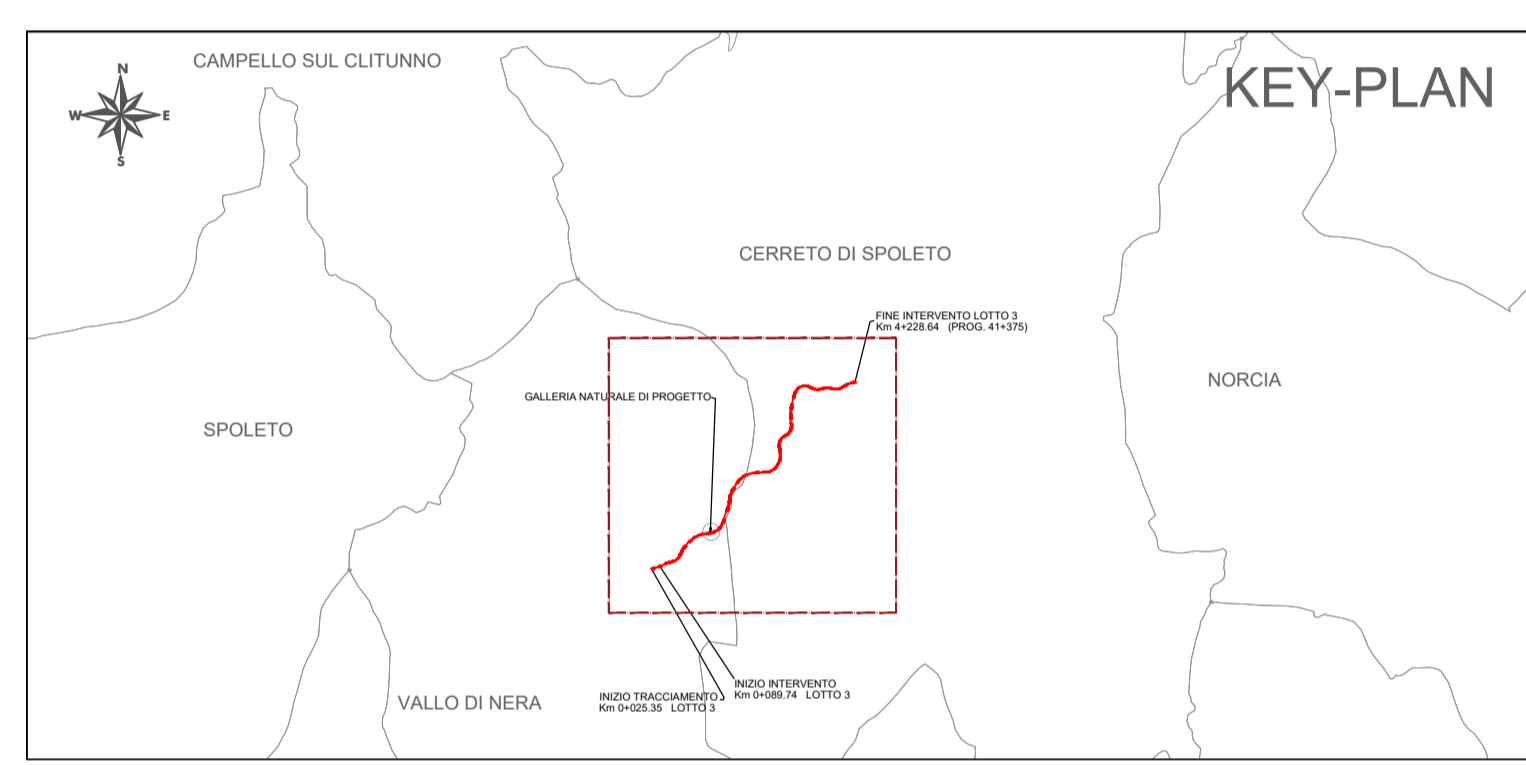 CAMPELLO SUL CLITUNNO
KEY-PLAN
N
W
E
S
CERRETO DI SPOLETO
FINE INTERVENTO LOTTO 3
Km 4+228.64 (PROG. 41+375)
NORCIA
GALLERIA NATURALE DI PROGETTO
SPOLETO
INIZIO INTERVENTO
Km 0+089.74 LOTTO 3
INIZIO TRACCIAMENTO
Km 0+025.35 LOTTO 3
VALLO DI NERA